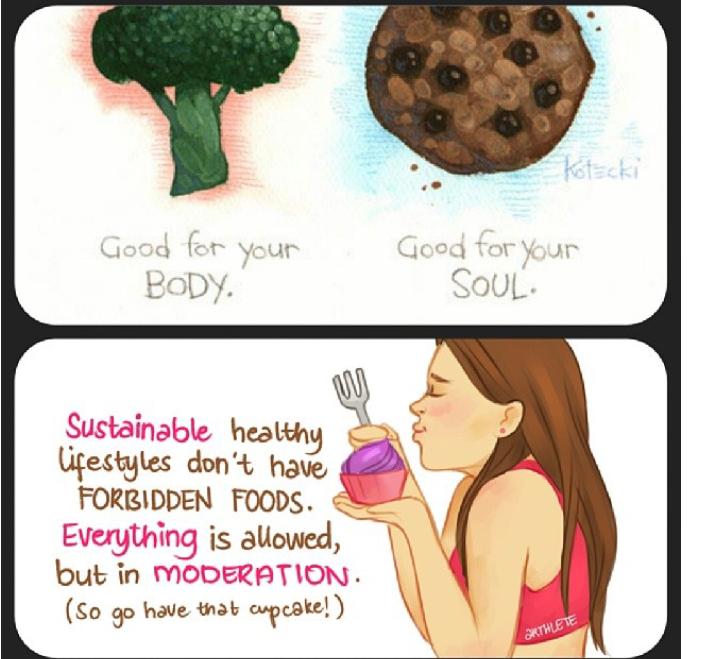 Kotecki
Good for your
BODY.
Good for your
SOUL.
Sustainable healthy
lifestyles don't have
FORBIDDEN FOODS.
Everything is allowed,
but in MODERATION.
(So go have that cupcake!)
ARTHLETE